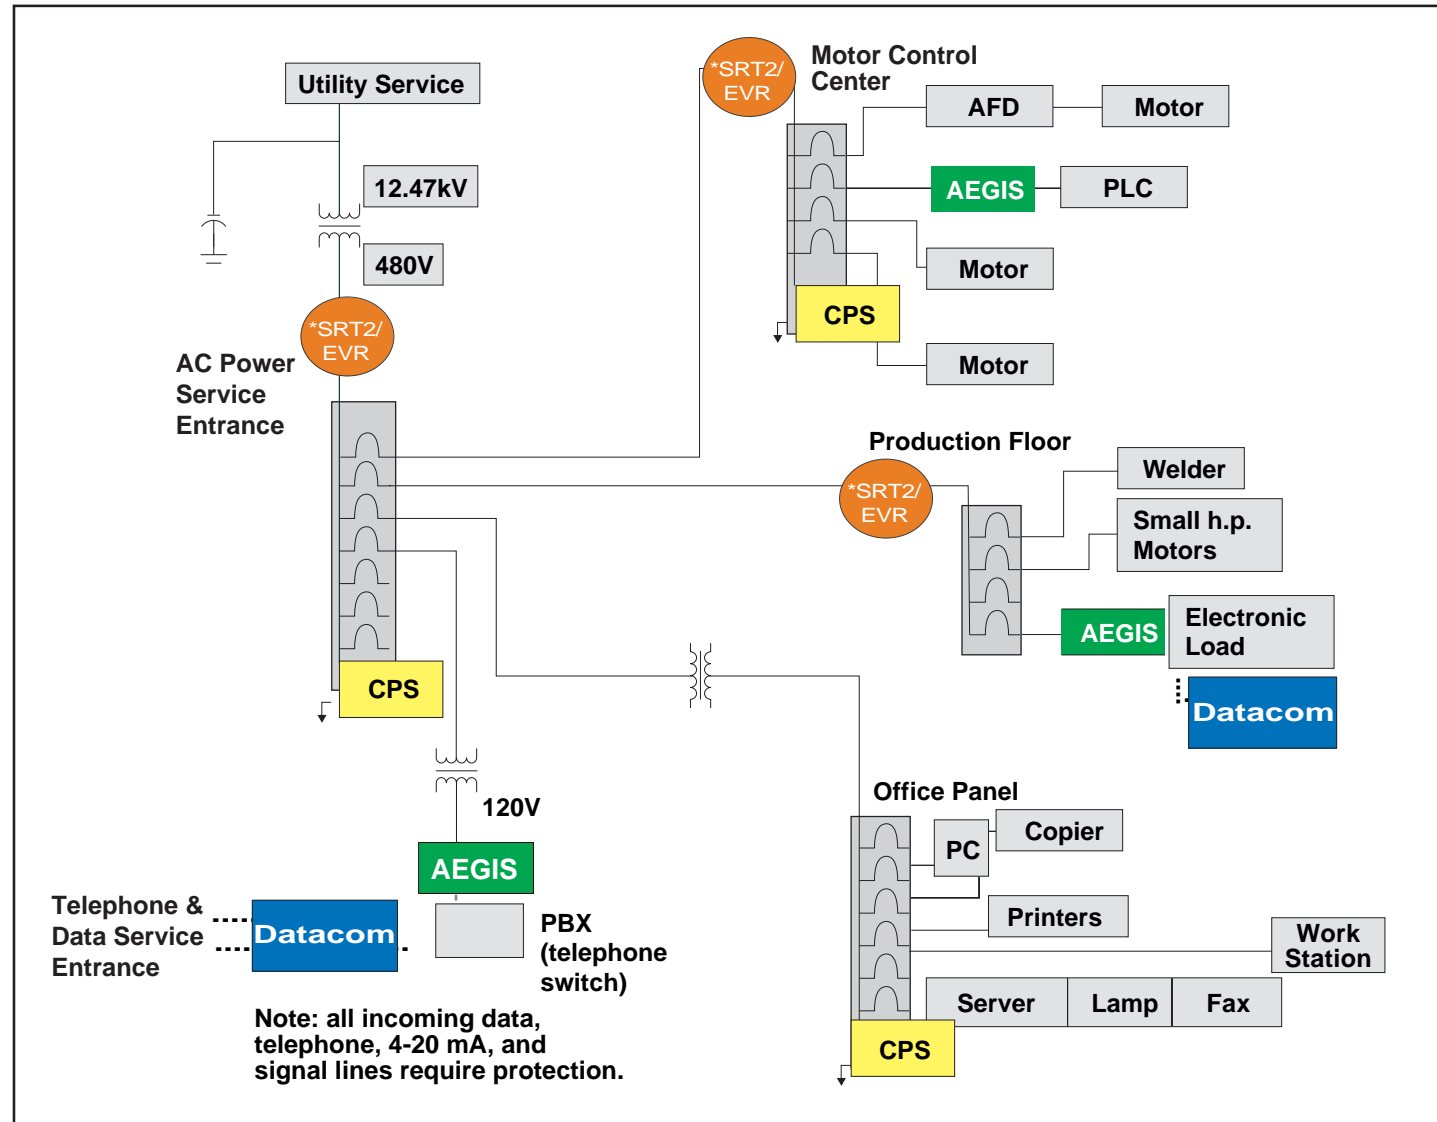 Utility Service
12.47kV
480V
*SRT2/
EVR
AC Power
Service
Entrance
CPS
*SRT2/
EVR
Motor Control
Center
AFD
Motor
AEGIS
PLC
Motor
CPS
Motor
Production Floor
*SRT2/
EVR
Welder
Small h.p.
Motors
AEGIS
Electronic
Load
Datacom
120V
AEGIS
Telephone &
Data Service
Entrance
Datacom
PBX
(telephone
switch)
Note: all incoming data,
telephone, 4-20 mA, and
signal lines require protection.
Office Panel
PC
Copier
Printers
Work
Station
Server
Lamp
Fax
CPS